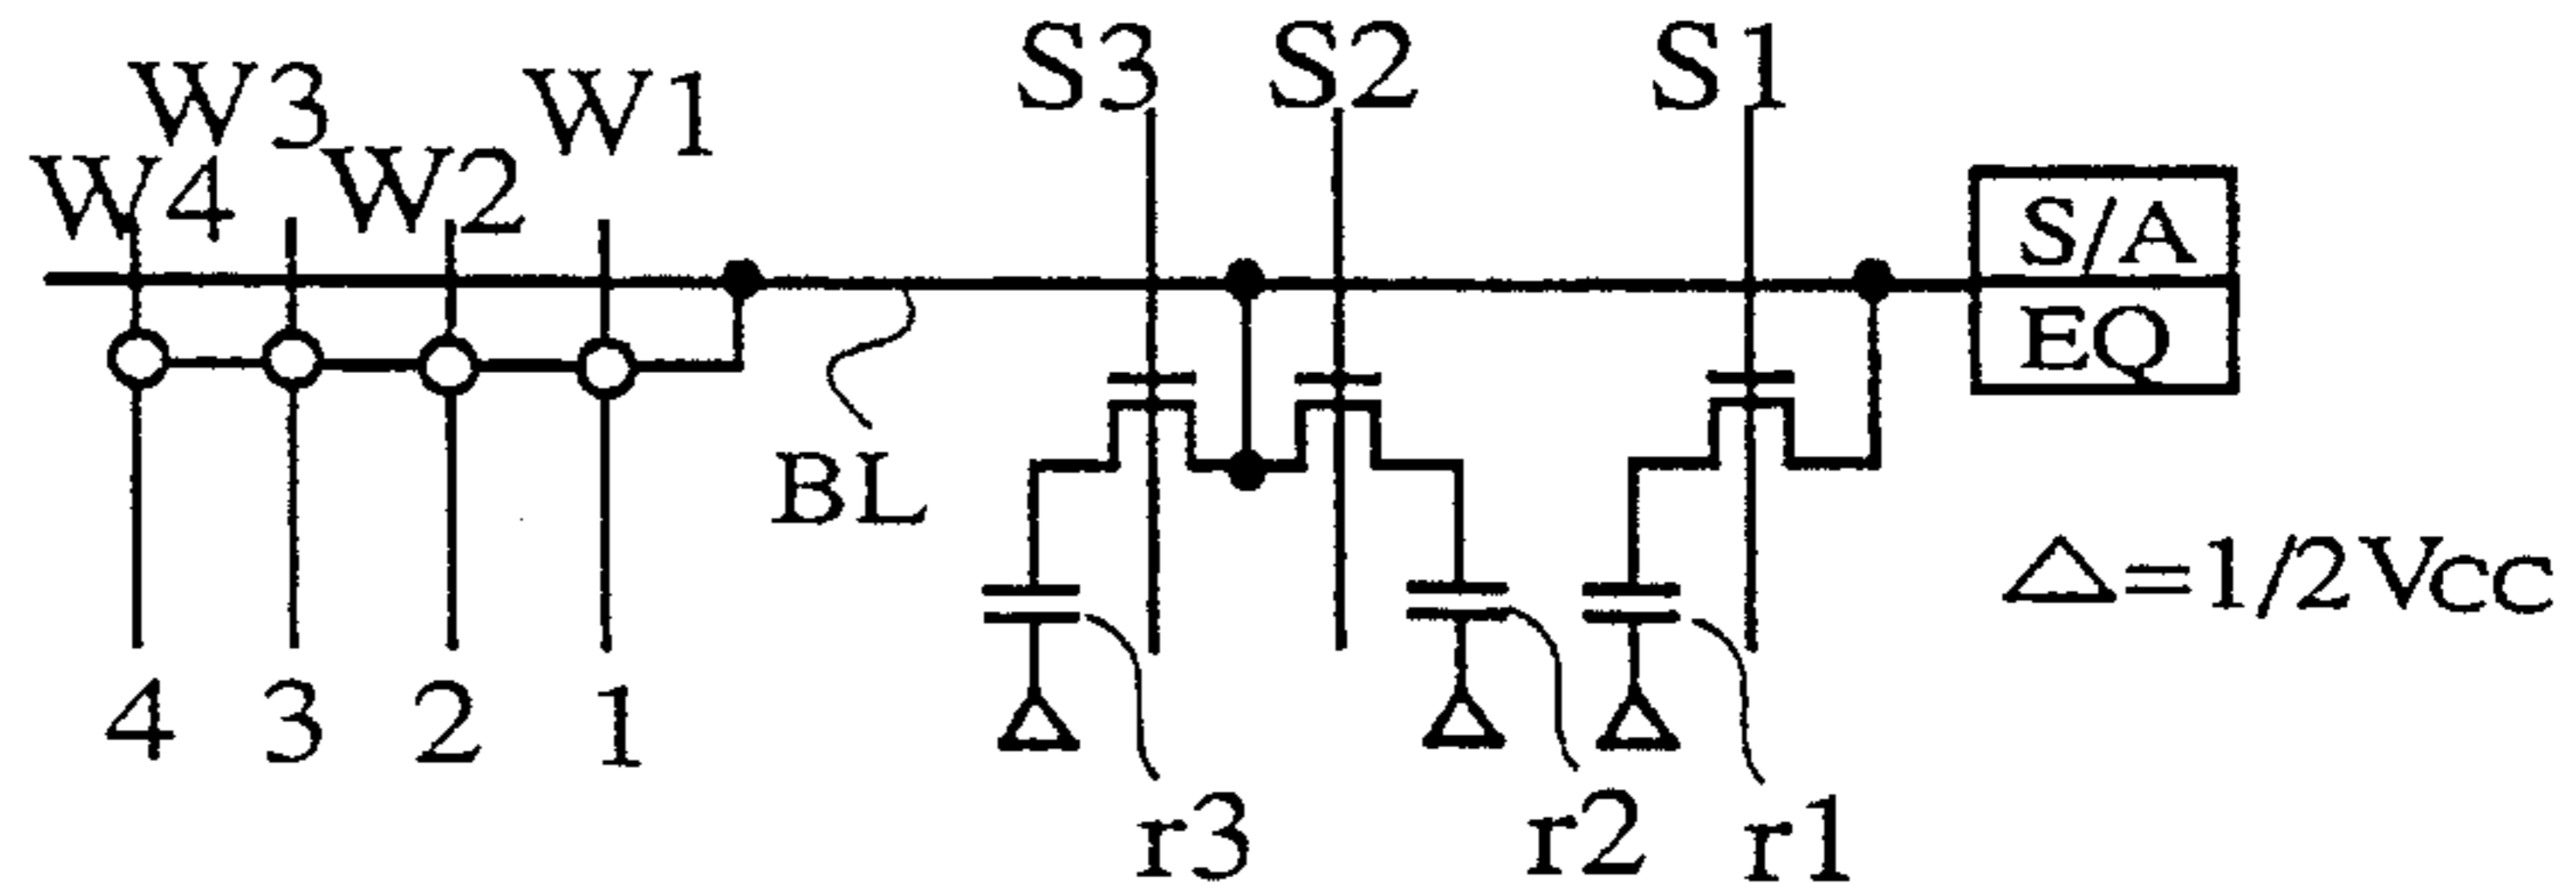 S3 S2 S1
W3 W1
W4 W2
S/A
EQ
BL
△=1/2VCC
4 3 2 1
r3 r2 r1